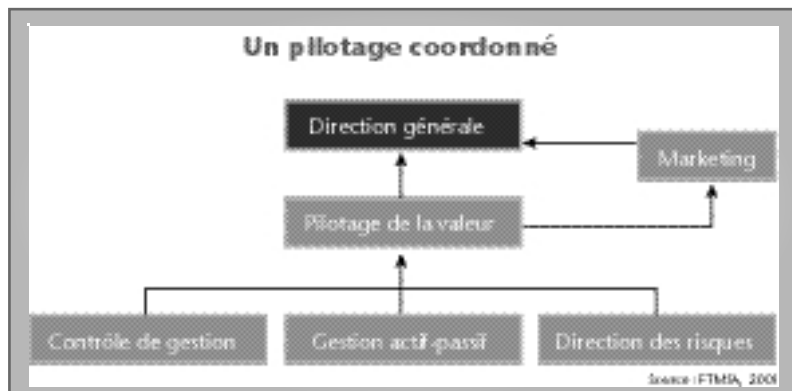 Un pilotage coordonné
Direction générale
Marketing
Pilotage de la valeur
Contrôle de gestion
Gestion actif-passif
Direction des risques
Source :